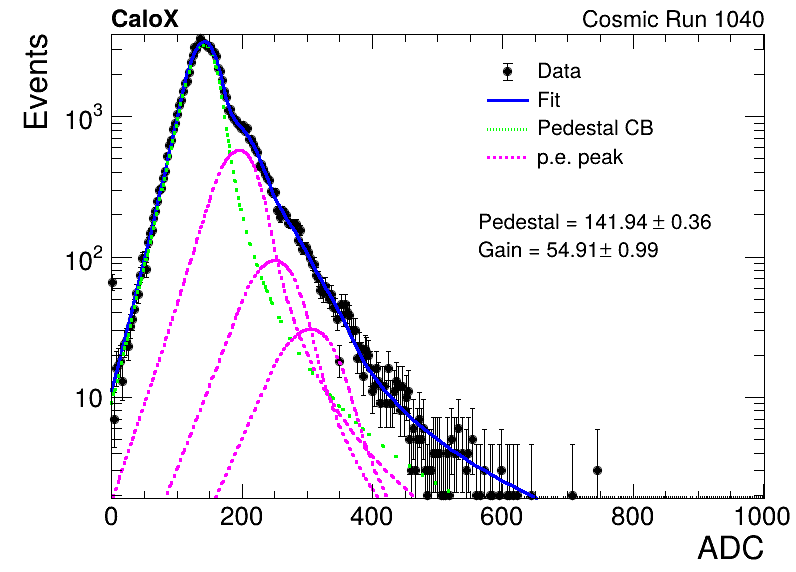 CaloX Cosmic Run 1040
Events
Data
Fit
Pedestal CB
p.e. peak
Pedestal = 141.94 ± 0.36
Gain = 54.91± 0.99
10³
10²
10
0 200 400 600 800 1000
ADC